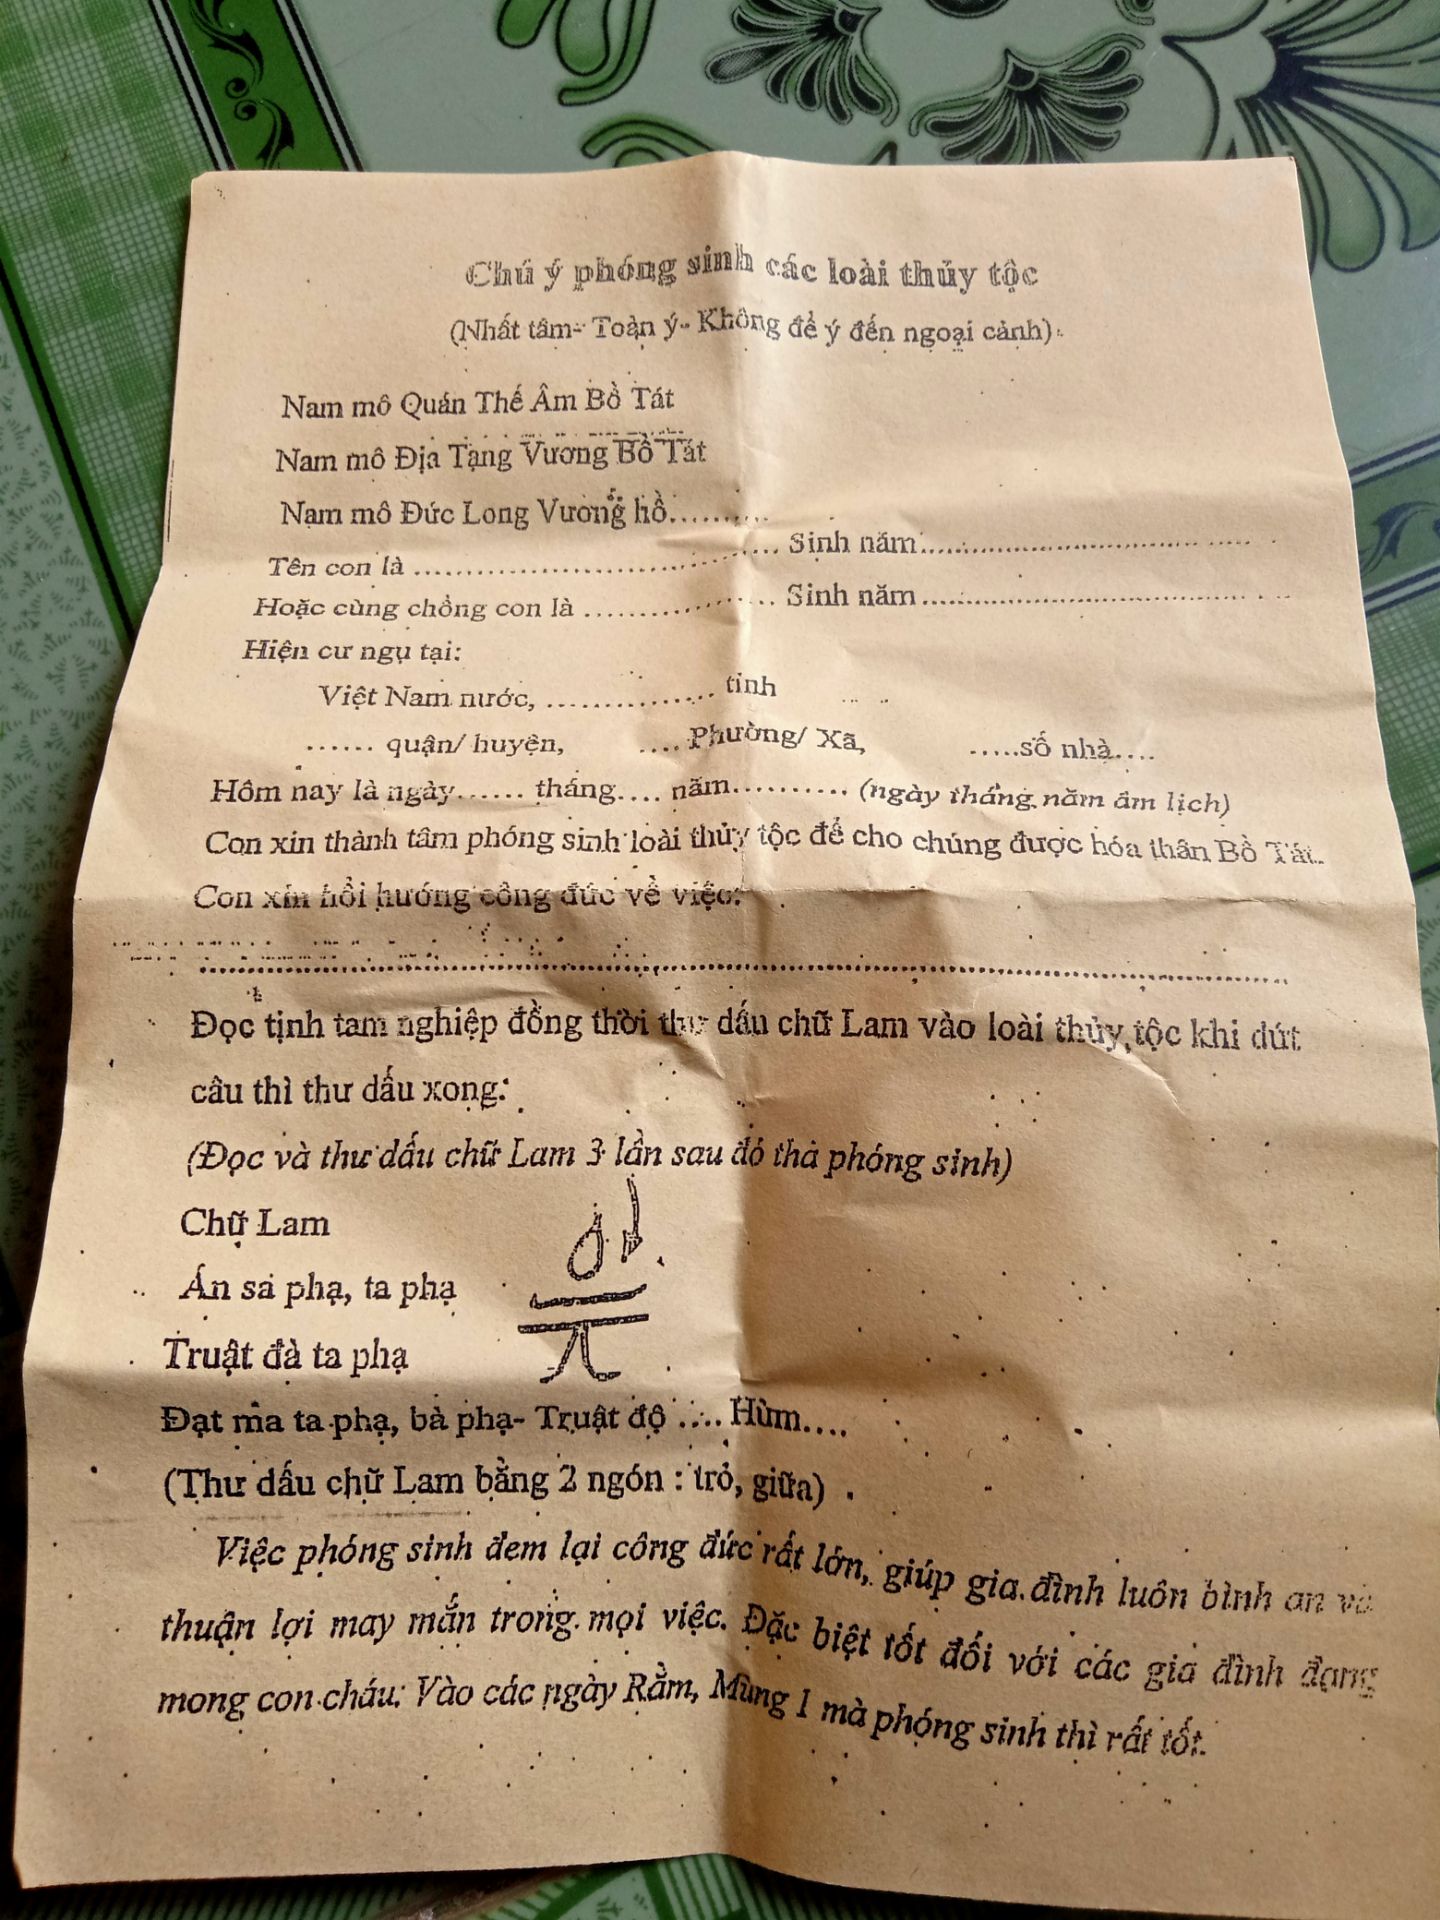 Chú ý phóng sinh các loài thủy tộc
(Nhất tâm- Toàn ý- Không để ý đến ngoại cảnh)
Nam mô Quán Thế Âm Bồ Tát
Nam mô Địa Tạng Vương Bồ Tát
Nam mô Đức Long Vương hồ..........
Tên con là ........................................ Sinh năm....................................
Hoặc cùng chồng con là ...................... Sinh năm........................................
Hiện cư ngụ tại:
Việt Nam nước, .................. tỉnh
...... quận/ huyện, .... Phường/ Xã, .....số nhà....
Hôm nay là ngày...... tháng.... năm.......... (ngày tháng năm âm lịch)
Con xin thành tâm phóng sinh loài thủy tộc để cho chúng được hóa thân Bồ Tát.
Con xin hồi hướng công đức về việc:
................................................................................................
Đọc tịnh tam nghiệp đồng thời thư dấu chữ Lam vào loài thủy tộc khi dứt
câu thì thư dấu xong:
(Đọc và thư dấu chữ Lam 3 lần sau đó thả phóng sinh)
Chữ Lam
Án sa phạ, ta phạ
Truật đà ta phạ
Đạt ma ta phạ, bà phạ- Truật độ .... Hùm....
(Thư dấu chữ Lam bằng 2 ngón : trỏ, giữa) .
Việc phóng sinh đem lại công đức rất lớn, giúp gia đình luôn bình an và
thuận lợi may mắn trong mọi việc. Đặc biệt tốt đối với các gia đình đang
mong con cháu: Vào các ngày Rằm, Mùng 1 mà phóng sinh thì rất tốt.